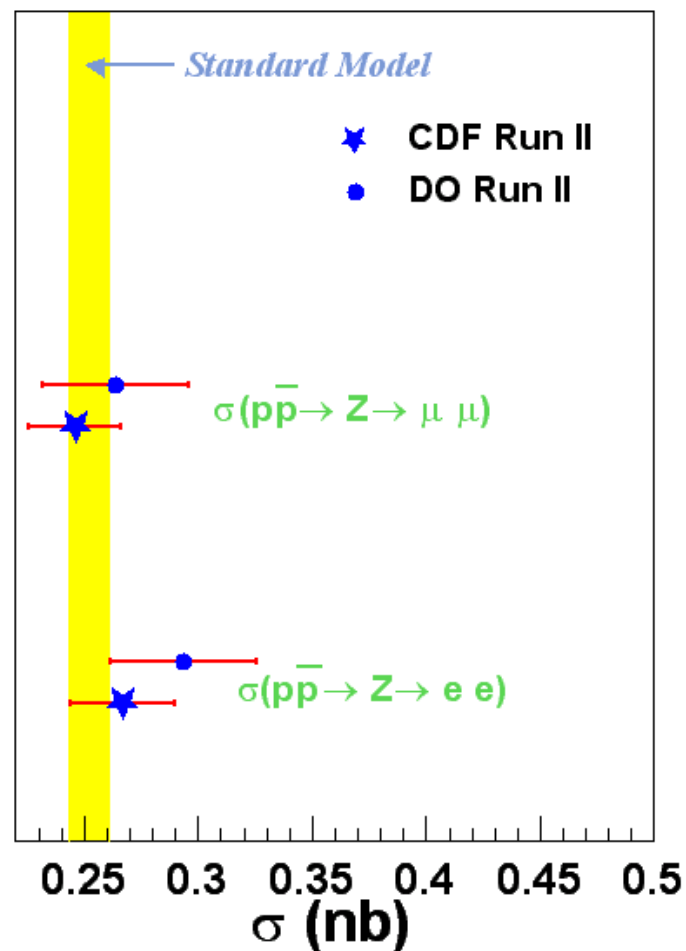 Standard Model
CDF Run II
DO Run II
σ(pp̅→ Z→ μ μ)
σ(pp̅→ Z→ e e)
0.25 0.3 0.35 0.4 0.45 0.5
σ (nb)